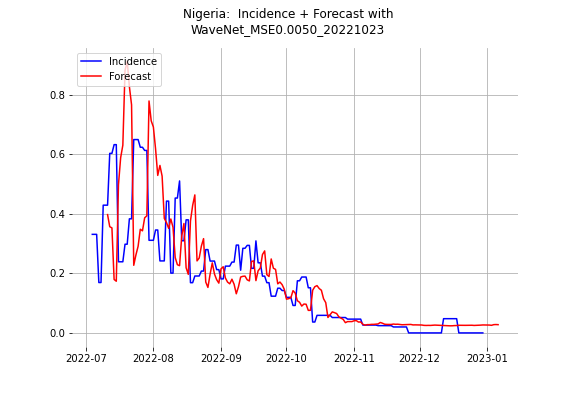 Nigeria:  Incidence + Forecast with
WaveNet_MSE0.0050_20221023
Incidence
Forecast
0.8
0.6
0.4
0.2
0.0
2022-07 2022-08 2022-09 2022-10 2022-11 2022-12 2023-01